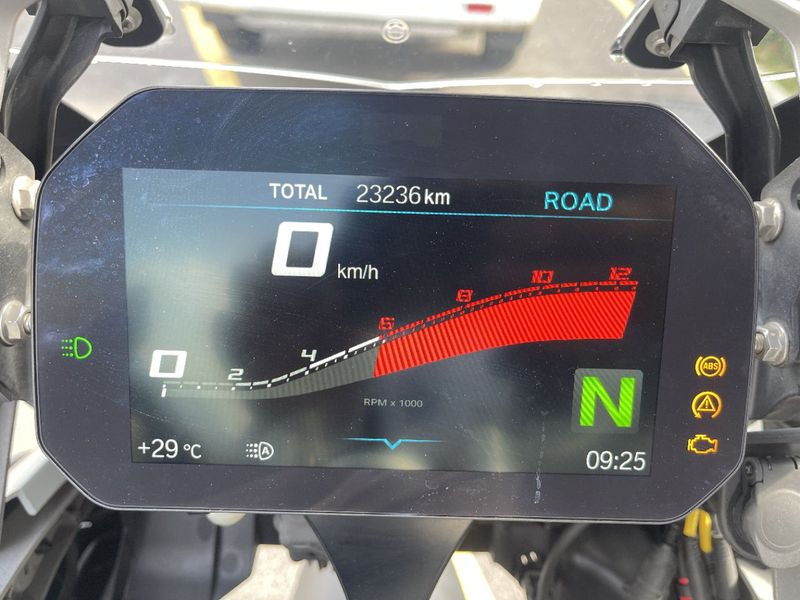 TOTAL 23236 km ROAD
0 km/h
0 2 4 6 8 10 12
RPM x 1000
N
+29 °C A 09:25
ABS